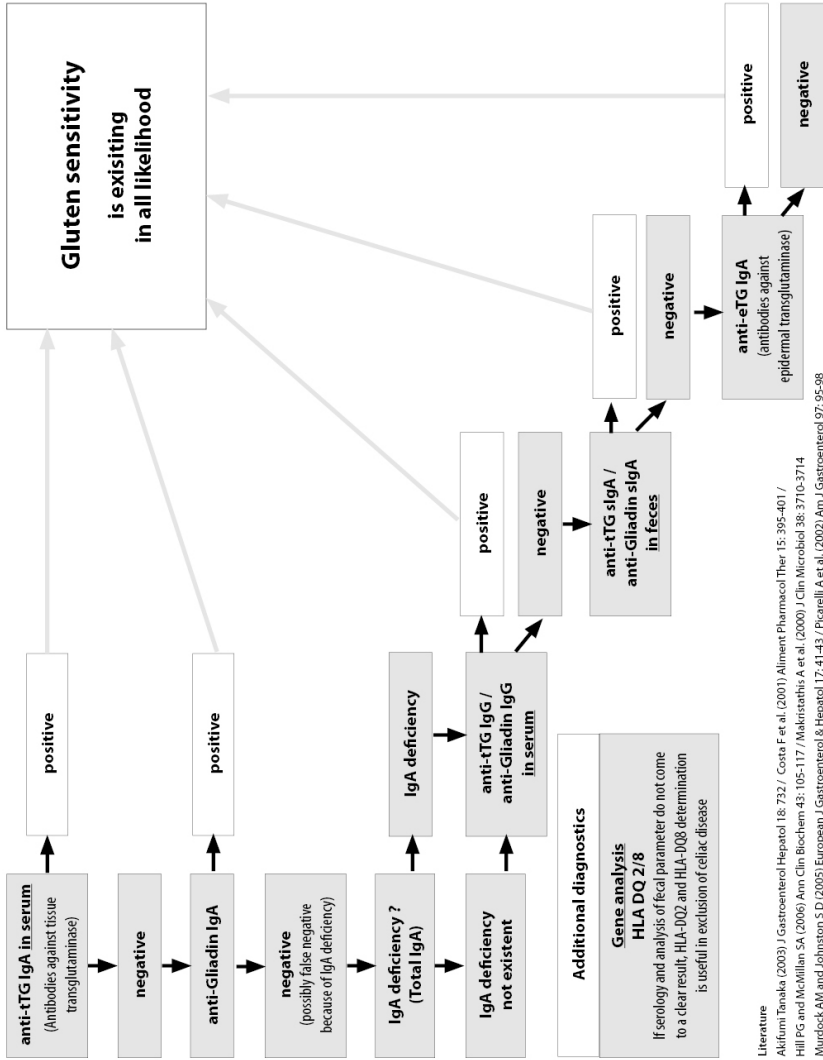 anti-tTG IgA in serum
(Antibodies against tissue
transglutaminase)
positive
Gluten sensitivity
is exisiting
in all likelihood
negative
anti-Gliadin IgA
positive
negative
(possibly false negative
because of IgA deficiency)
IgA deficiency ?
(Total IgA)
IgA deficiency
IgA deficiency
not existent
anti-tTG IgG /
anti-Gliadin IgG
in serum
positive
negative
anti-tTG sIgA /
anti-Gliadin sIgA
in feces
positive
negative
anti-eTG IgA
(antibodies against
epidermal transglutaminase)
positive
negative
Additional diagnostics
Gene analysis
HLA DQ 2/8
If serology and analysis of fecal parameter do not come
to a clear result, HLA-DQ2 and HLA-DQ8 determination
is useful in exclusion of celiac disease
Literature
Akifumi Tanaka (2003) J Gastroenterol Hepatol 18: 732 / Costa F et al. (2001) Aliment Pharmacol Ther 15: 395-401 /
Hill PG and McMillan SA (2006) Ann Clin Biochem 43: 105-117 / Makristathis A et al. (2000) J Clin Microbiol 38: 3710-3714
Murdock AM and Johnston S D (2005) European J Gastroenterol & Hepatol 17: 41-43 / Picarelli A et al. (2002) Am J Gastroenterol 97: 95-98